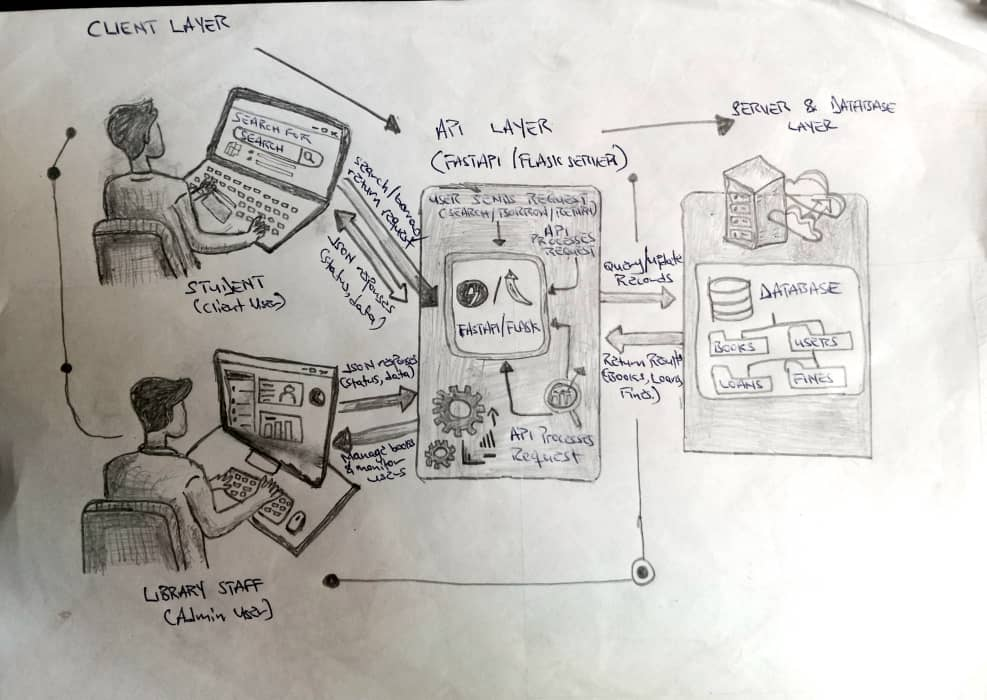 CLIENT LAYER
SEARCH FOR
SEARCH
STUDENT
(Client User)
Search/borrow
return request
JSON responses
(status, data)
API LAYER
(FASTAPI/FLASK SERVER)
USER SENDS REQUEST
(SEARCH/BORROW/RETURN)
API
PROCESSES
REQUEST
FASTAPI/FLASK
API Processes
Request
SERVER & DATABASE
LAYER
Query/update
Records
Return Results
(Books, Loans,
Fines)
DATABASE
BOOKS
USERS
LOANS
FINES
JSON responses
(status, data)
Manage books
& monitor
users
LIBRARY STAFF
(Admin User)